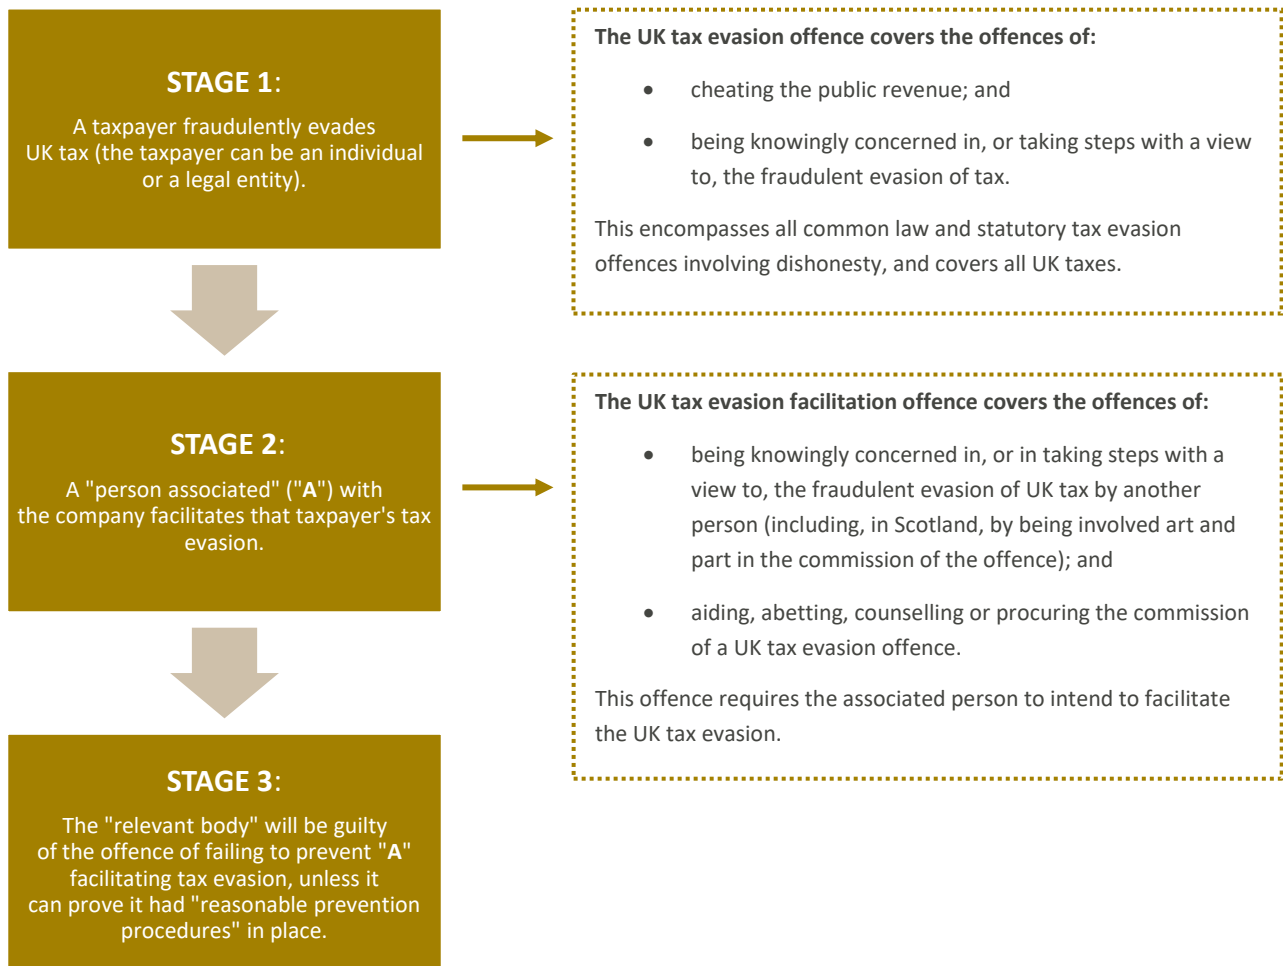 STAGE 1:
A taxpayer fraudulently evades
UK tax (the taxpayer can be an individual
or a legal entity).
The UK tax evasion offence covers the offences of:
• cheating the public revenue; and
• being knowingly concerned in, or taking steps with a view
to, the fraudulent evasion of tax.
This encompasses all common law and statutory tax evasion
offences involving dishonesty, and covers all UK taxes.
STAGE 2:
A "person associated" ("A") with
the company facilitates that taxpayer's tax
evasion.
The UK tax evasion facilitation offence covers the offences of:
• being knowingly concerned in, or in taking steps with a
view to, the fraudulent evasion of UK tax by another
person (including, in Scotland, by being involved art and
part in the commission of the offence); and
• aiding, abetting, counselling or procuring the commission
of a UK tax evasion offence.
This offence requires the associated person to intend to facilitate
the UK tax evasion.
STAGE 3:
The "relevant body" will be guilty
of the offence of failing to prevent "A"
facilitating tax evasion, unless it
can prove it had "reasonable prevention
procedures" in place.